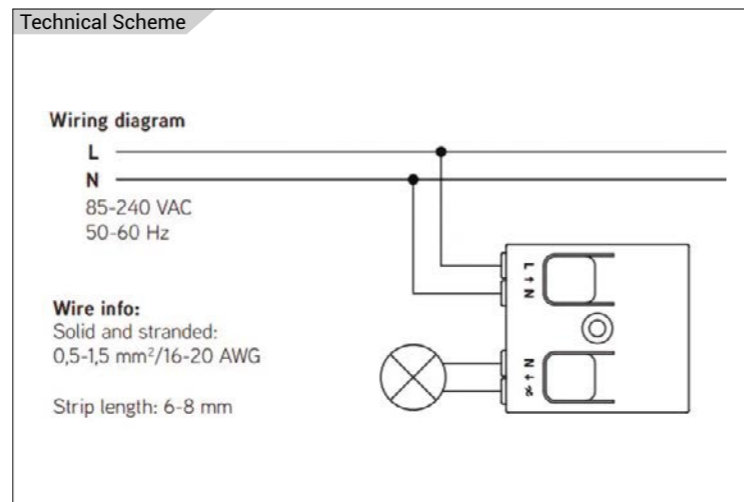 Technical Scheme
Wiring diagram
L
N
85-240 VAC
50-60 Hz
Wire info:
Solid and stranded:
0,5-1,5 mm²/16-20 AWG
Strip length: 6-8 mm
L ↑ N
N ↓